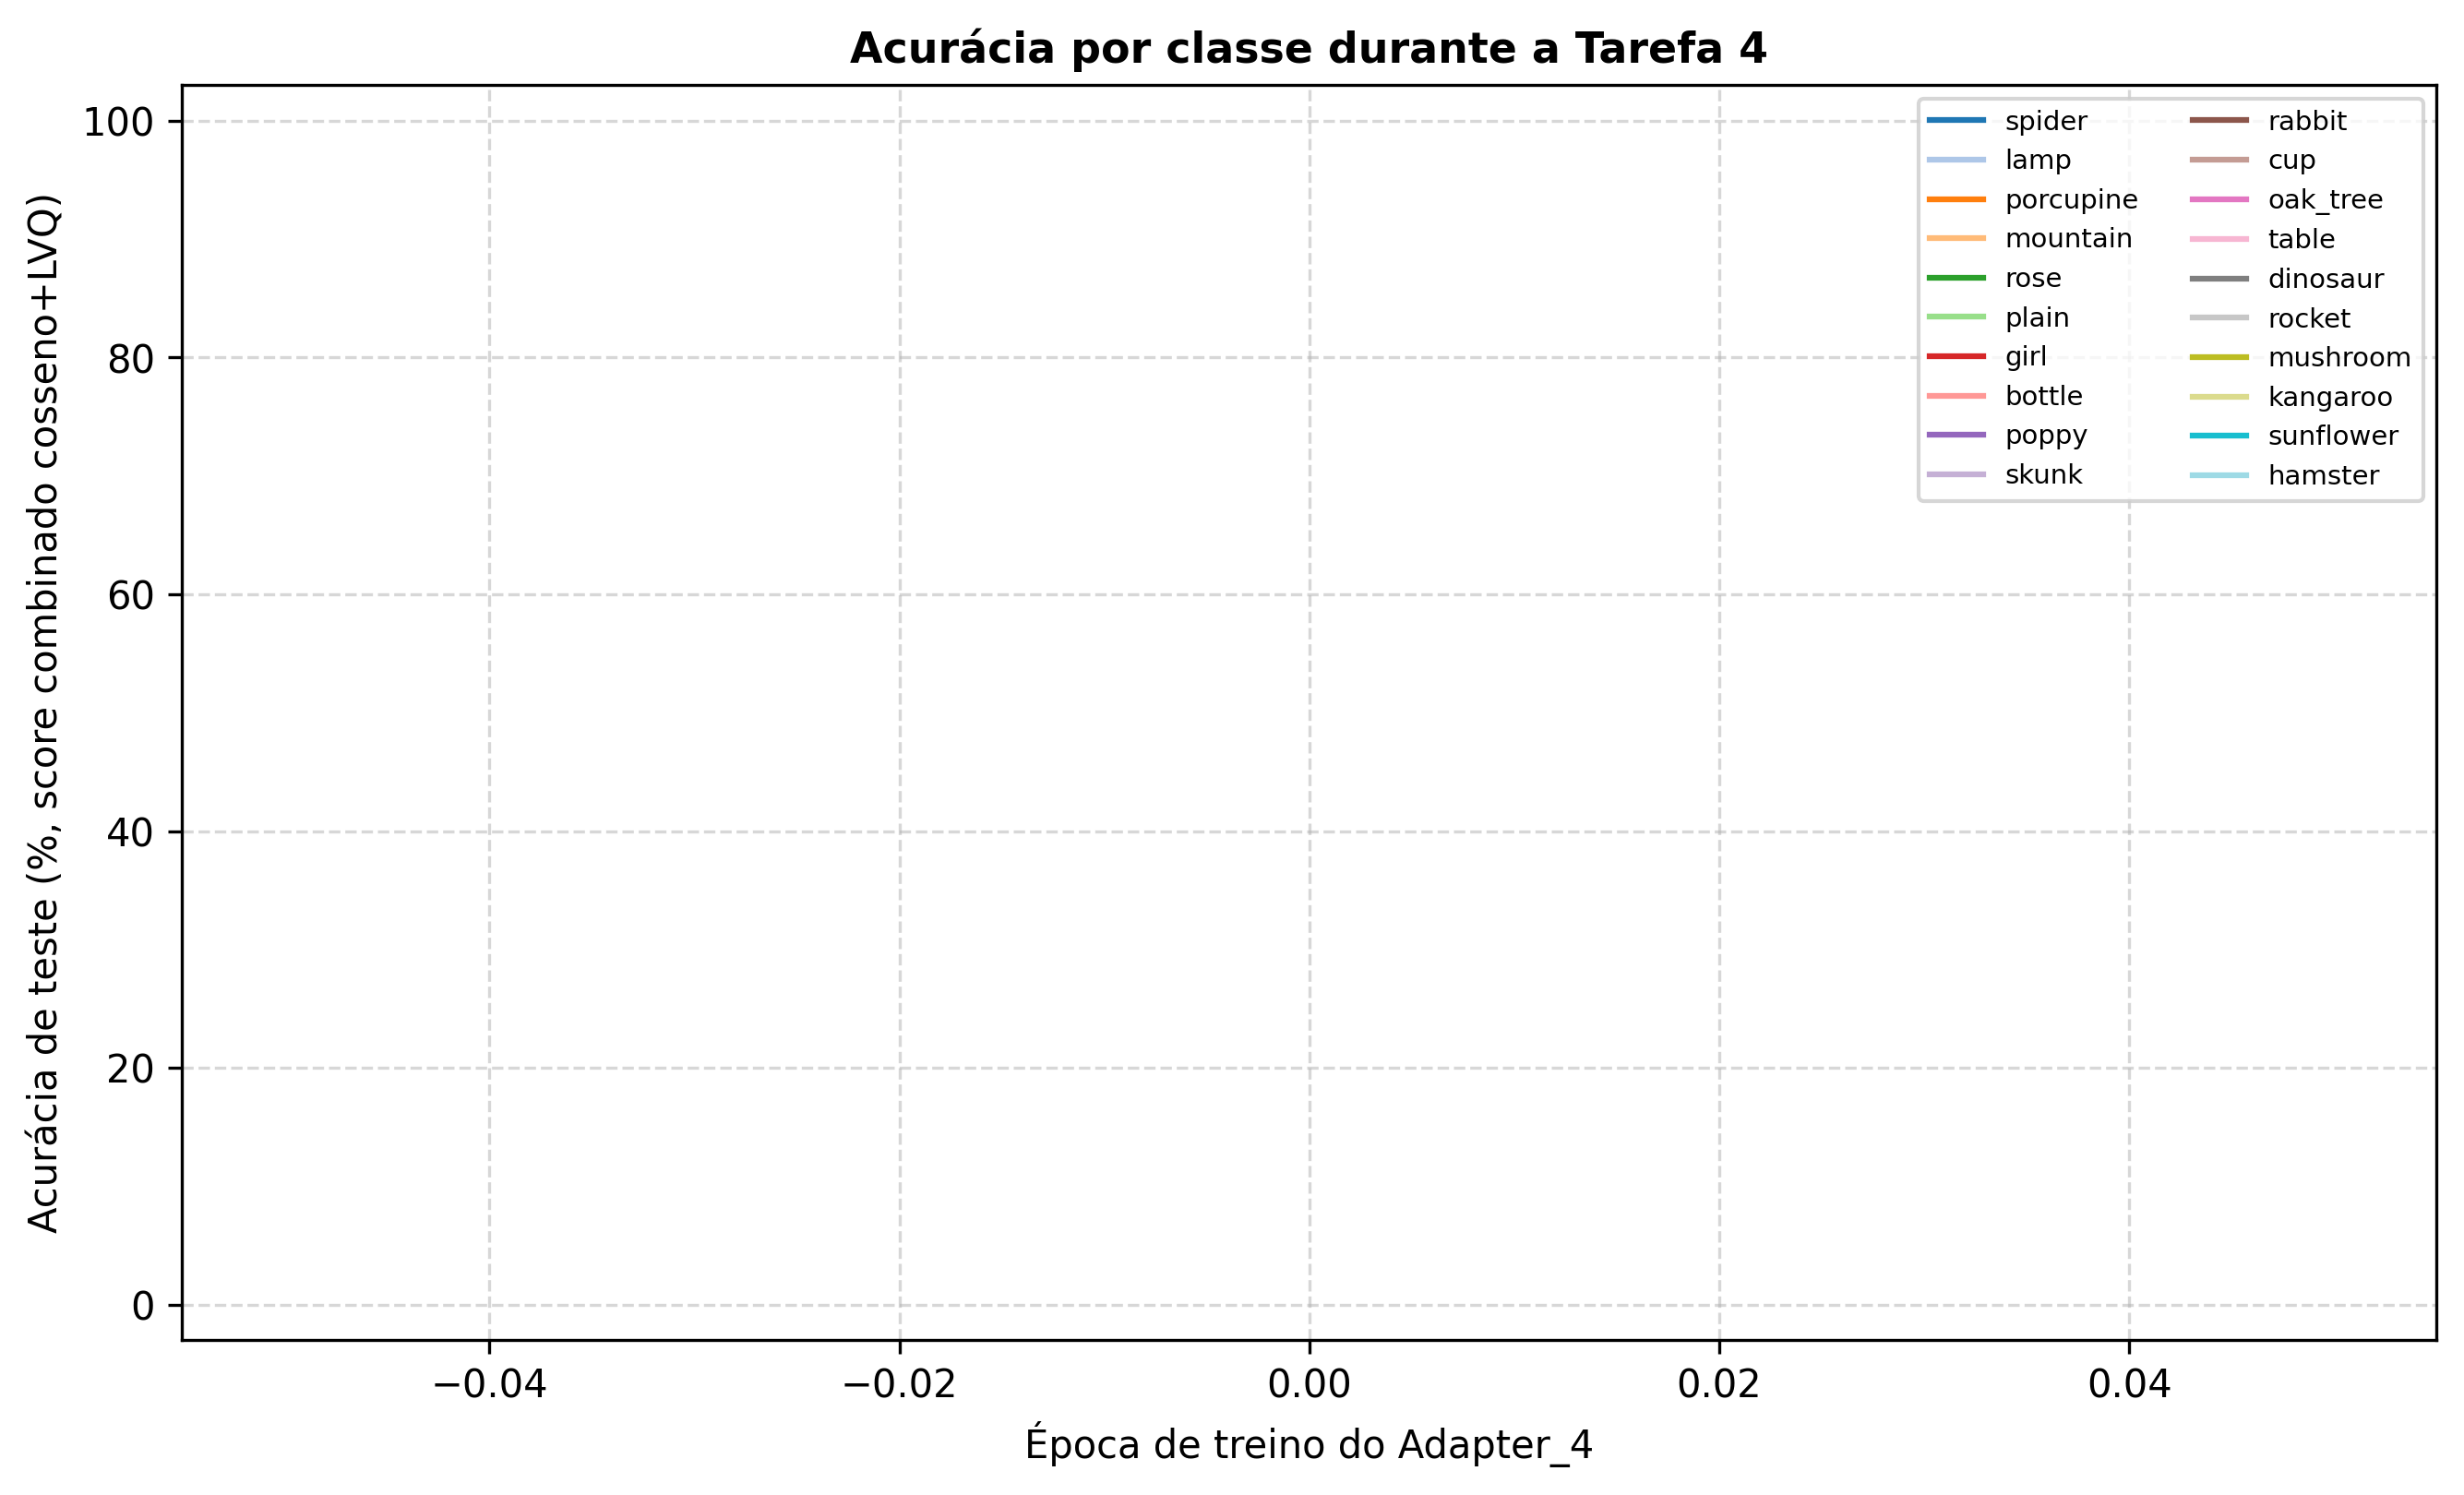 Acurácia por classe durante a Tarefa 4
Acurácia de teste (%, score combinado cosseno+LVQ)
100
80
60
40
20
0
spider
lamp
porcupine
mountain
rose
plain
girl
bottle
poppy
skunk
rabbit
cup
oak_tree
table
dinosaur
rocket
mushroom
kangaroo
sunflower
hamster
−0.04 −0.02 0.00 0.02 0.04
Época de treino do Adapter_4